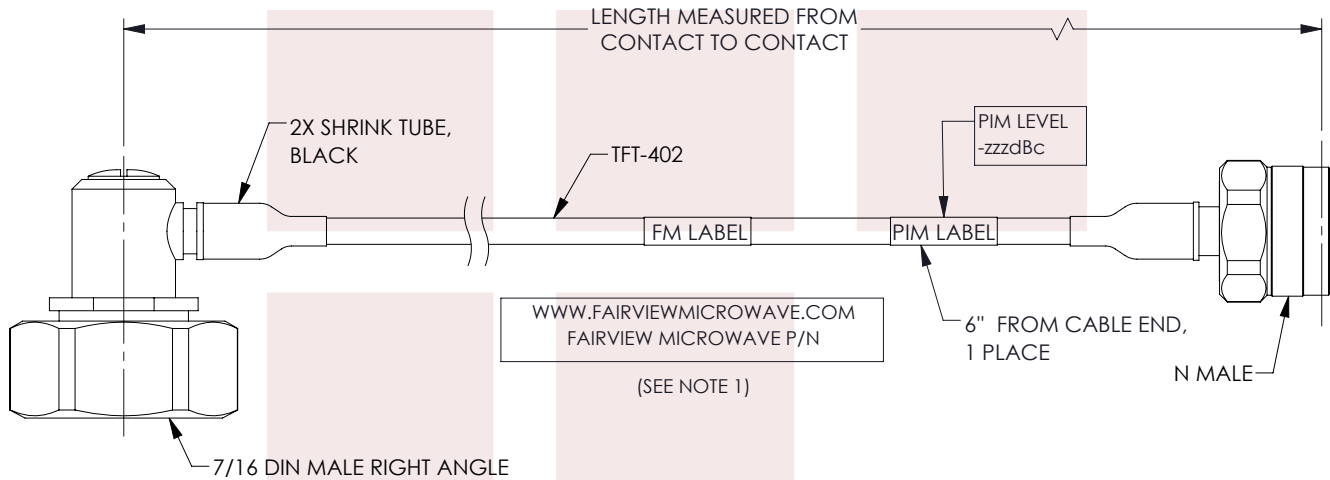 LENGTH MEASURED FROM
CONTACT TO CONTACT
2X SHRINK TUBE,
BLACK
TFT-402
PIM LEVEL
-zzzdBc
FM LABEL
PIM LABEL
WWW.FAIRVIEWMICROWAVE.COM
FAIRVIEW MICROWAVE P/N
(SEE NOTE 1)
6" FROM CABLE END,
1 PLACE
N MALE
7/16 DIN MALE RIGHT ANGLE